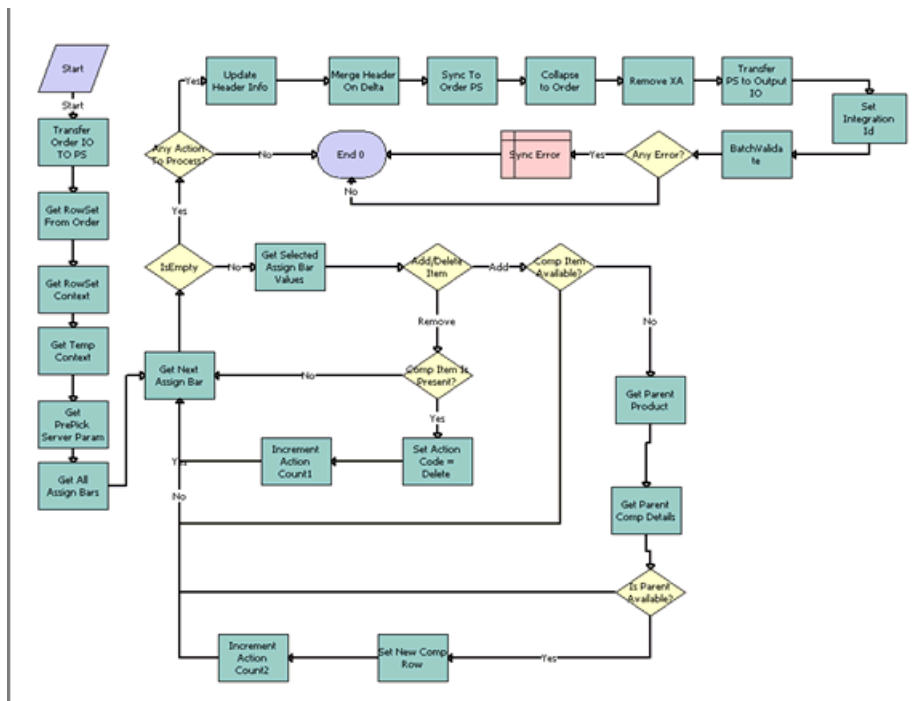 Start
Start
Transfer
Order IO
TO PS
Get RowSet
From Order
Get RowSet
Context
Get Temp
Context
Get
PrePick
Server Param
Get All
Assign Bars
Get Next
Assign Bar
IsEmpty
Yes
Any Action
To Process?
Yes
Update
Header Info
Merge Header
On Delta
Sync To
Order PS
Collapse
to Order
Remove XA
Transfer
PS to Output
IO
Set
Integration
Id
BatchValid
ate
Any Error?
Yes
Sync Error
No
End 0
No
No
Get Selected
Assign Bar
Values
Add/Delete
Item
Add
Comp Item
Available?
Remove
Comp Item Is
Present?
No
Yes
Set Action
Code =
Delete
Increment
Action
Count1
Yes
No
No
Get Parent
Product
Get Parent
Comp Details
Is Parent
Available?
Yes
Set New Comp
Row
Increment
Action
Count2